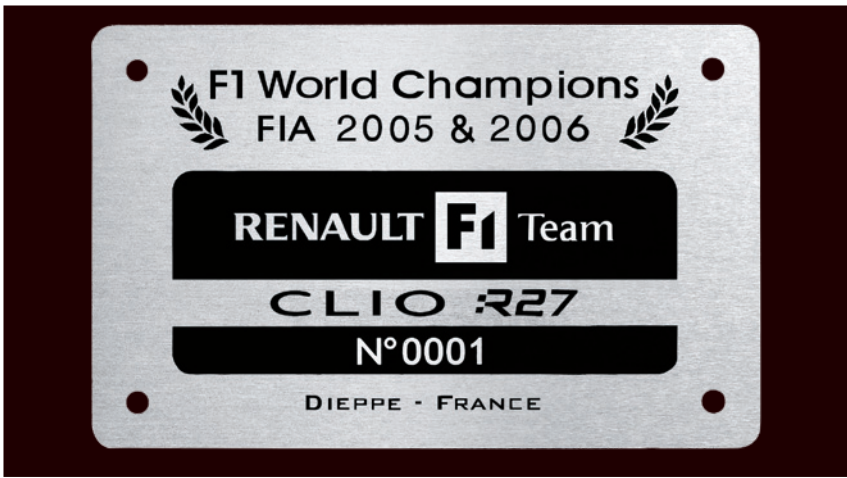 F1 World Champions
FIA 2005 & 2006
RENAULT F1 Team
CLIO R27
N°0001
DIEPPE - FRANCE